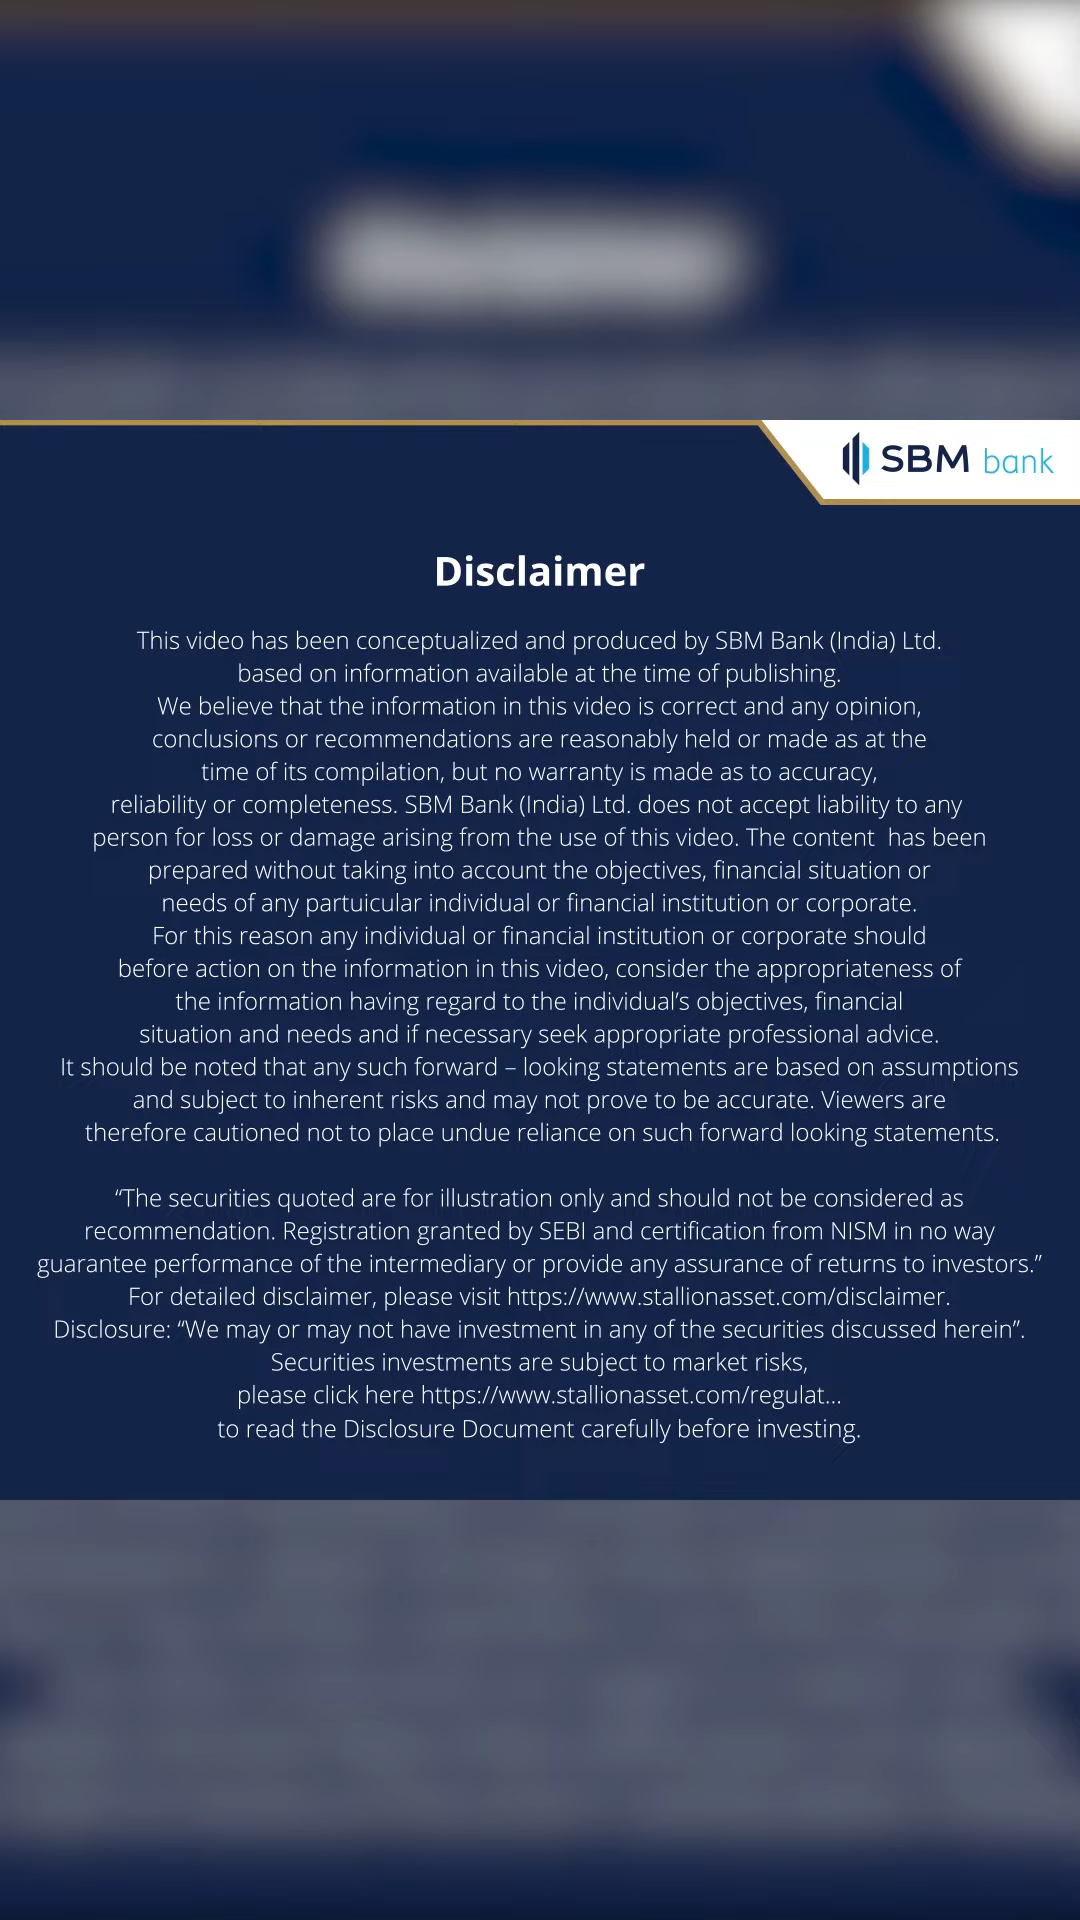 SBM bank
Disclaimer
This video has been conceptualized and produced by SBM Bank (India) Ltd.
based on information available at the time of publishing.
We believe that the information in this video is correct and any opinion,
conclusions or recommendations are reasonably held or made as at the
time of its compilation, but no warranty is made as to accuracy,
reliability or completeness. SBM Bank (India) Ltd. does not accept liability to any
person for loss or damage arising from the use of this video. The content  has been
prepared without taking into account the objectives, financial situation or
needs of any partuicular individual or financial institution or corporate.
For this reason any individual or financial institution or corporate should
before action on the information in this video, consider the appropriateness of
the information having regard to the individual’s objectives, financial
situation and needs and if necessary seek appropriate professional advice.
It should be noted that any such forward – looking statements are based on assumptions
and subject to inherent risks and may not prove to be accurate. Viewers are
therefore cautioned not to place undue reliance on such forward looking statements.
“The securities quoted are for illustration only and should not be considered as
recommendation. Registration granted by SEBI and certification from NISM in no way
guarantee performance of the intermediary or provide any assurance of returns to investors.”
For detailed disclaimer, please visit https://www.stallionasset.com/disclaimer.
Disclosure: “We may or may not have investment in any of the securities discussed herein”.
Securities investments are subject to market risks,
please click here https://www.stallionasset.com/regulat...
to read the Disclosure Document carefully before investing.